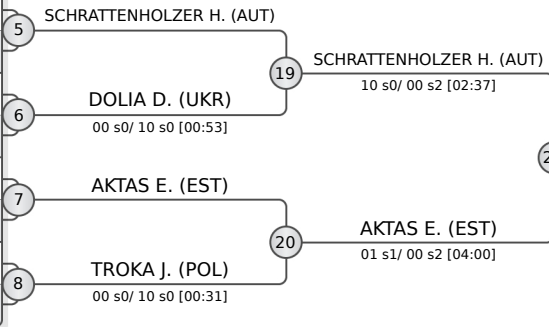 5
SCHRATTENHOLZER H. (AUT)
19
SCHRATTENHOLZER H. (AUT)
10 s0/ 00 s2 [02:37]
6
DOLIA D. (UKR)
00 s0/ 10 s0 [00:53]
2
7
AKTAS E. (EST)
20
AKTAS E. (EST)
01 s1/ 00 s2 [04:00]
8
TROKA J. (POL)
00 s0/ 10 s0 [00:31]